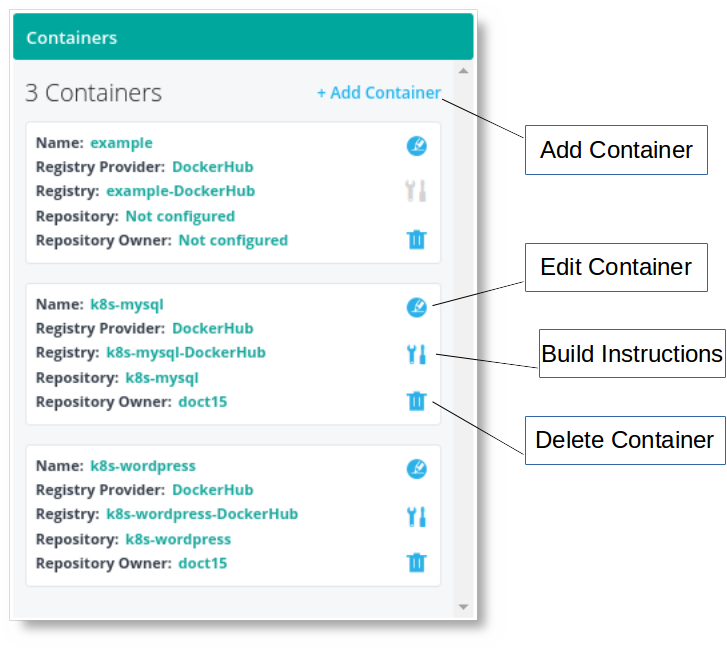 Containers
3 Containers
+ Add Container
Name: example
Registry Provider: DockerHub
Registry: example-DockerHub
Repository: Not configured
Repository Owner: Not configured
Name: k8s-mysql
Registry Provider: DockerHub
Registry: k8s-mysql-DockerHub
Repository: k8s-mysql
Repository Owner: doct15
Name: k8s-wordpress
Registry Provider: DockerHub
Registry: k8s-wordpress-DockerHub
Repository: k8s-wordpress
Repository Owner: doct15
Add Container
Edit Container
Build Instructions
Delete Container